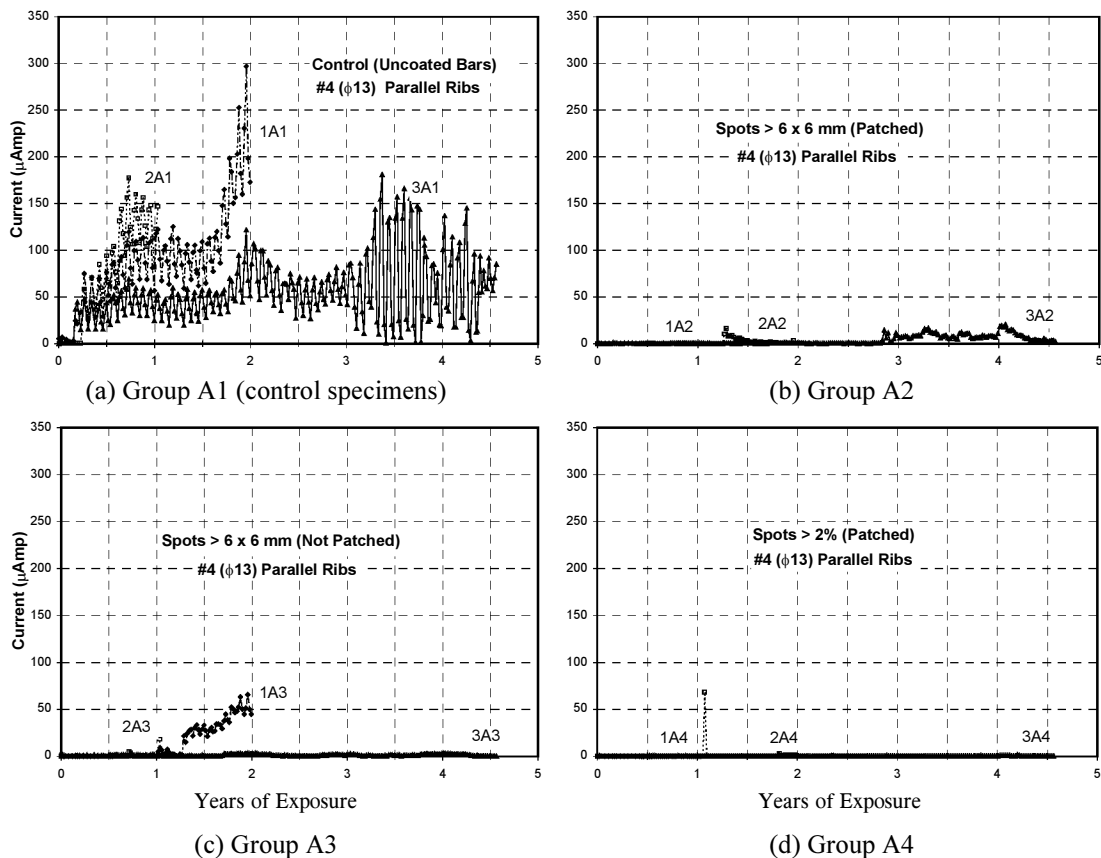 350
300
250
200
150
100
50
0
Current (µAmp)
Control (Uncoated Bars)
#4 (ϕ13) Parallel Ribs
1A1
2A1
3A1
0 1 2 3 4 5
(a) Group A1 (control specimens)
350
300
250
200
150
100
50
0
Spots > 6 x 6 mm (Patched)
#4 (ϕ13) Parallel Ribs
1A2
2A2
3A2
0 1 2 3 4 5
(b) Group A2
350
300
250
200
150
100
50
0
Current (µAmp)
Spots > 6 x 6 mm (Not Patched)
#4 (ϕ13) Parallel Ribs
1A3
2A3
3A3
0 1 2 3 4 5
Years of Exposure
(c) Group A3
350
300
250
200
150
100
50
0
Spots > 2% (Patched)
#4 (ϕ13) Parallel Ribs
1A4
2A4
3A4
0 1 2 3 4 5
Years of Exposure
(d) Group A4